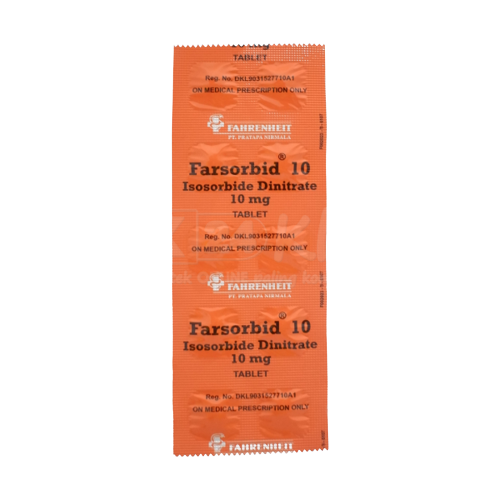 10 mg
TABLET
Reg. No. DKL9031527710A1
ON MEDICAL PRESCRIPTION ONLY
FAHRENHEIT
PT. PRATAPA NIRMALA
Farsorbid® 10
Isosorbide Dinitrate
10 mg
TABLET
Reg. No. DKL9031527710A1
ON MEDICAL PRESCRIPTION ONLY
FAHRENHEIT
PT. PRATAPA NIRMALA
Farsorbid® 10
Isosorbide Dinitrate
10 mg
TABLET
Reg. No. DKL9031527710A1
ON MEDICAL PRESCRIPTION ONLY
FAHRENHEIT